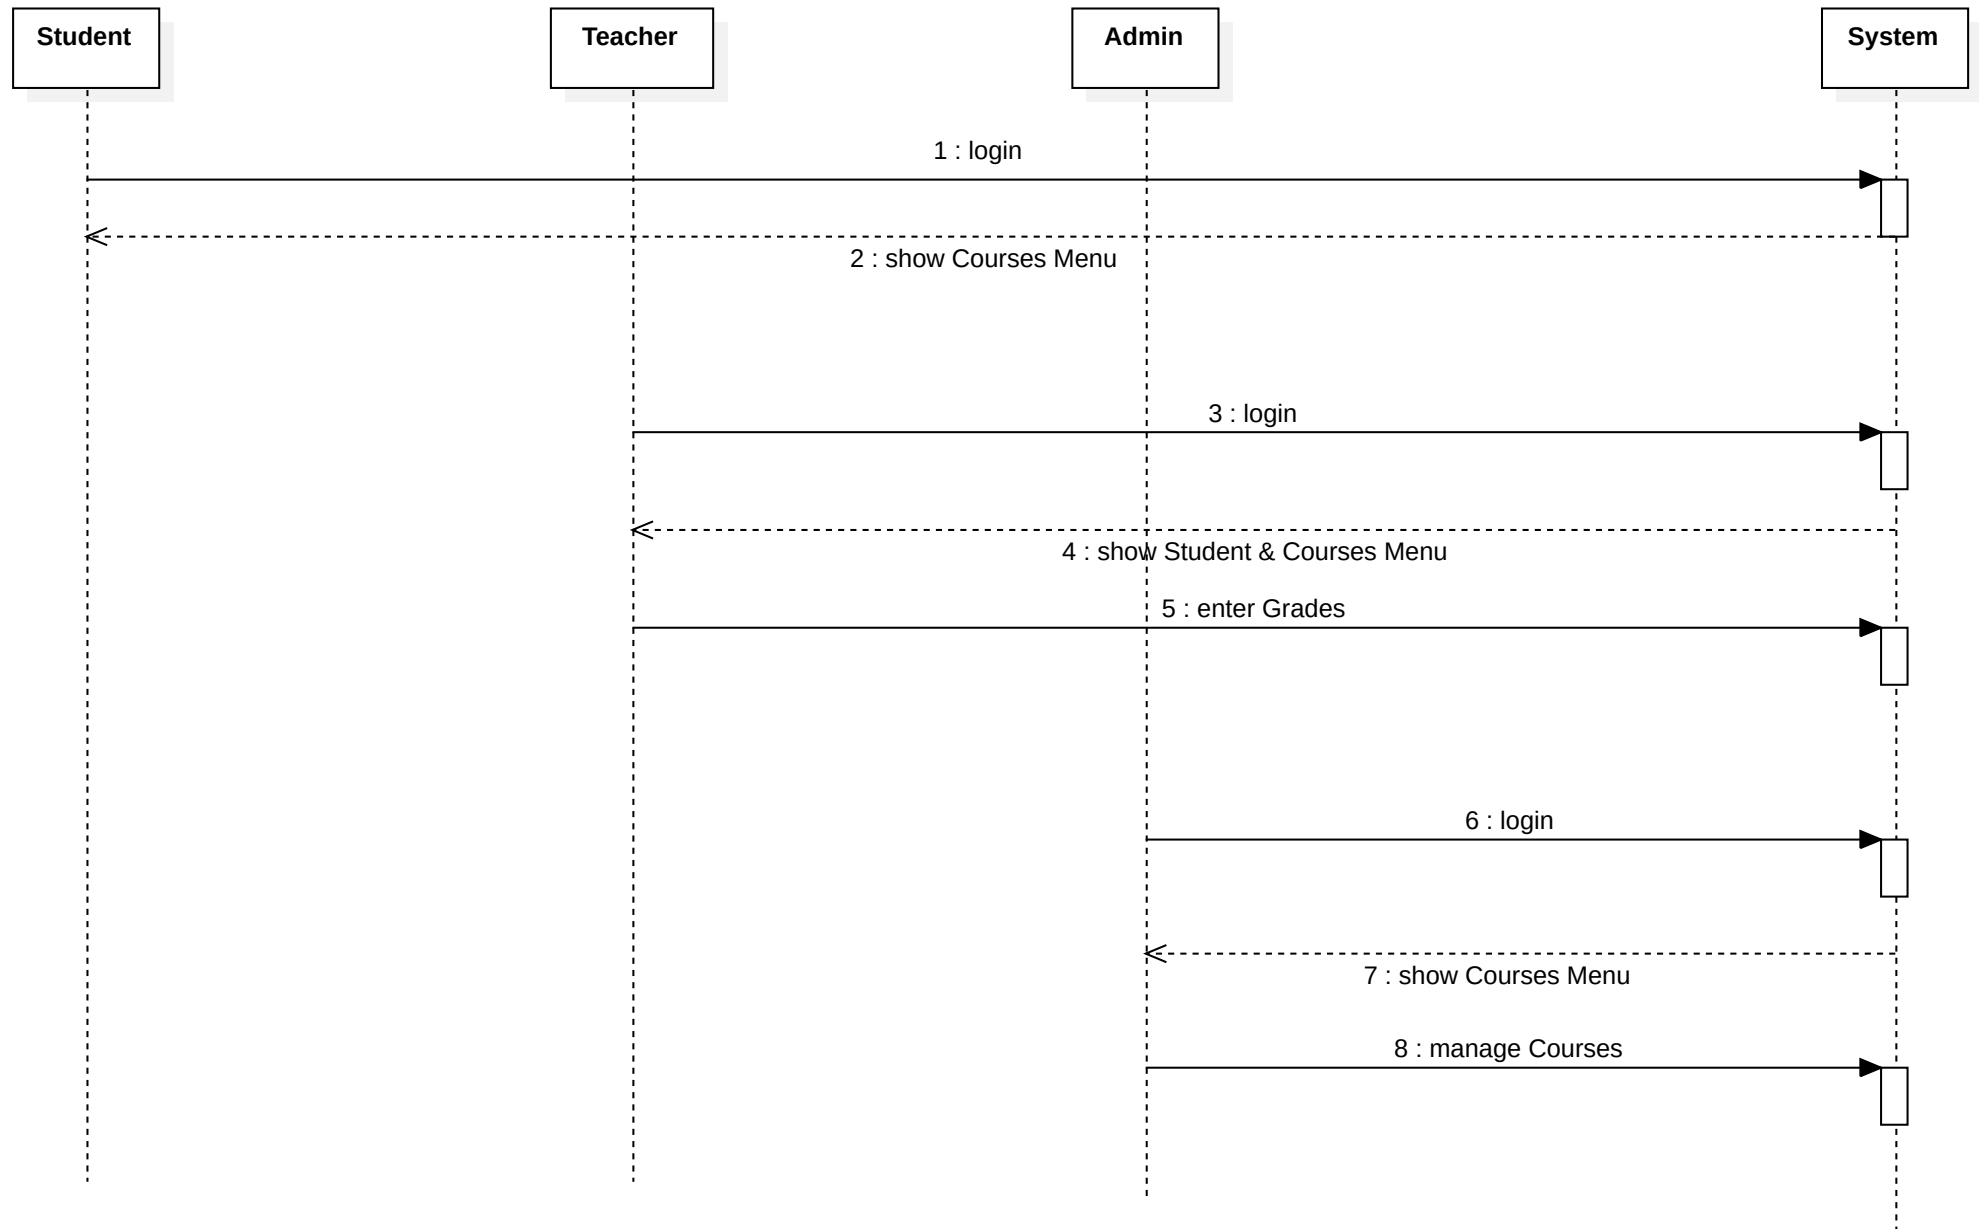 Student
Teacher
Admin
System
1 : login
2 : show Courses Menu
3 : login
4 : show Student & Courses Menu
5 : enter Grades
6 : login
7 : show Courses Menu
8 : manage Courses